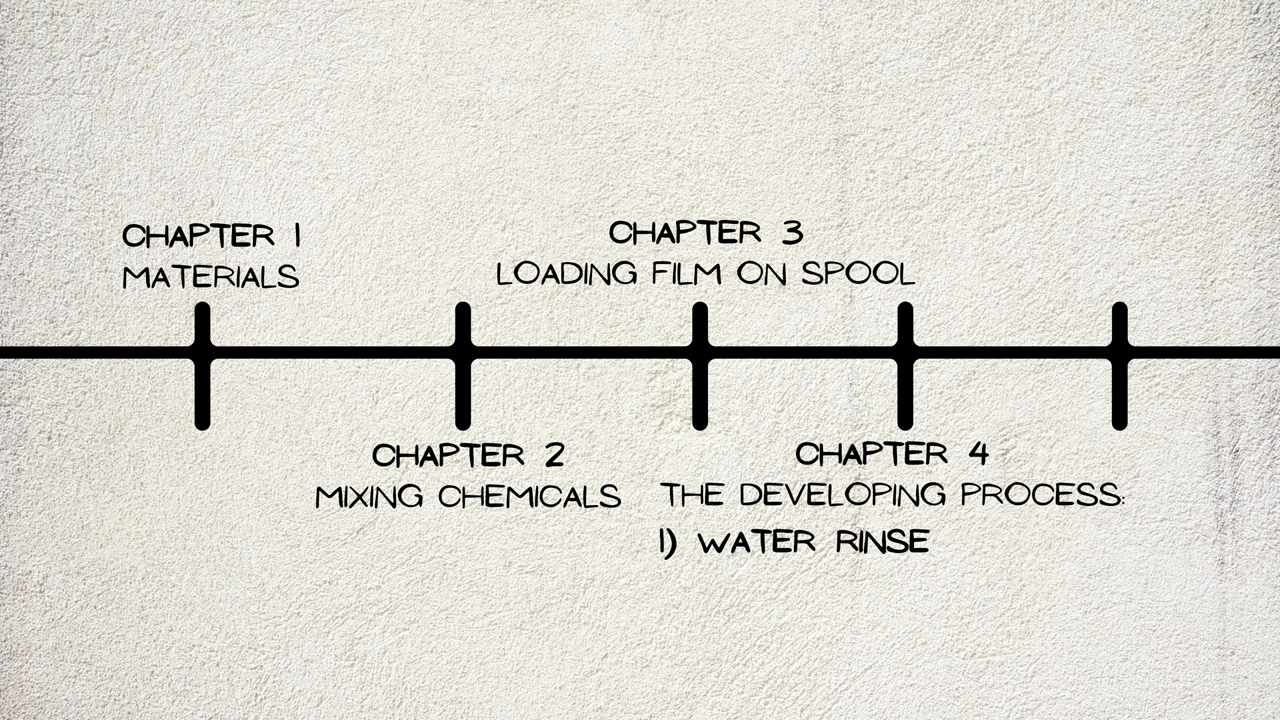 CHAPTER 1
MATERIALS
CHAPTER 2
MIXING CHEMICALS
CHAPTER 3
LOADING FILM ON SPOOL
CHAPTER 4
THE DEVELOPING PROCESS:
1) WATER RINSE